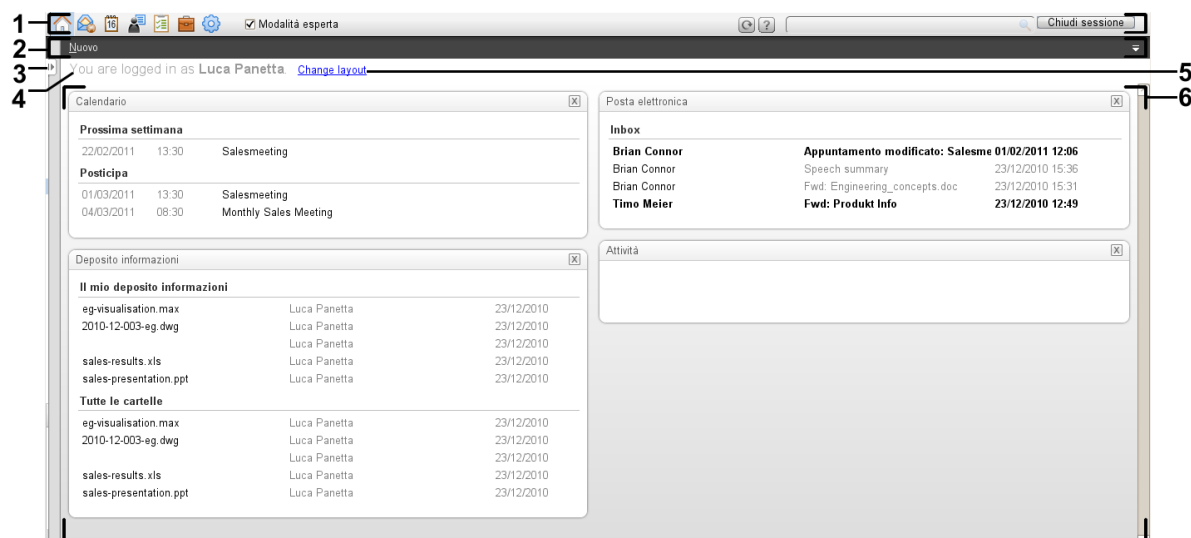 1 16 Modalità esperta ? Chiudi sessione
2 Nuovo
3
4 You are logged in as Luca Panetta. Change layout 5
6
Calendario X
Prossima settimana
22/02/2011 13:30 Salesmeeting
Posticipa
01/03/2011 13:30 Salesmeeting
04/03/2011 08:30 Monthly Sales Meeting
Posta elettronica X
Inbox
Brian Connor Appuntamento modificato: Salesme 01/02/2011 12:06
Brian Connor Speech summary 23/12/2010 15:36
Brian Connor Fwd: Engineering_concepts.doc 23/12/2010 15:31
Timo Meier Fwd: Produkt Info 23/12/2010 12:49
Deposito informazioni X
Il mio deposito informazioni
eg-visualisation.max Luca Panetta 23/12/2010
2010-12-003-eg.dwg Luca Panetta 23/12/2010
Luca Panetta 23/12/2010
sales-results.xls Luca Panetta 23/12/2010
sales-presentation.ppt Luca Panetta 23/12/2010
Tutte le cartelle
eg-visualisation.max Luca Panetta 23/12/2010
2010-12-003-eg.dwg Luca Panetta 23/12/2010
Luca Panetta 23/12/2010
sales-results.xls Luca Panetta 23/12/2010
sales-presentation.ppt Luca Panetta 23/12/2010
Attività X